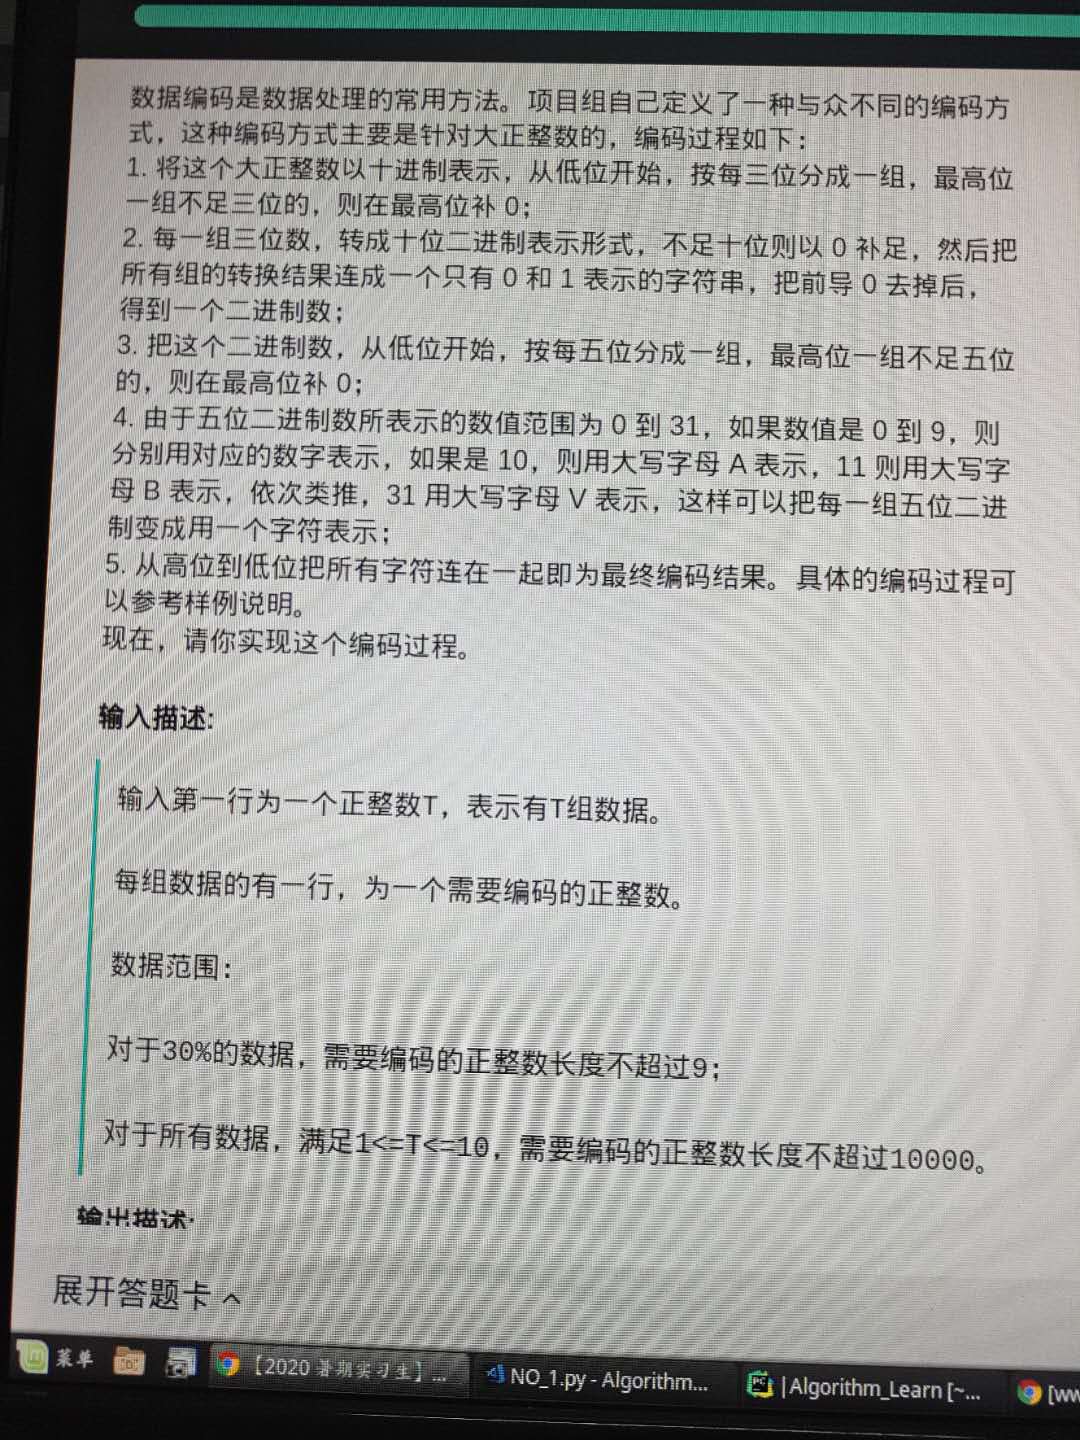 数据编码是数据处理的常用方法。项目组自己定义了一种与众不同的编码方
式，这种编码方式主要是针对大正整数的，编码过程如下：
1. 将这个大正整数以十进制表示，从低位开始，按每三位分成一组，最高位
一组不足三位的，则在最高位补 0；
2. 每一组三位数，转成十位二进制表示形式，不足十位则以 0 补足，然后把
所有组的转换结果连成一个只有 0 和 1 表示的字符串，把前导 0 去掉后，
得到一个二进制数；
3. 把这个二进制数，从低位开始，按每五位分成一组，最高位一组不足五位
的，则在最高位补 0；
4. 由于五位二进制数所表示的数值范围为 0 到 31，如果数值是 0 到 9，则
分别用对应的数字表示，如果是 10，则用大写字母 A 表示，11 则用大写字
母 B 表示，依次类推，31 用大写字母 V 表示，这样可以把每一组五位二进
制变成用一个字符表示；
5. 从高位到低位把所有字符连在一起即为最终编码结果。具体的编码过程可
以参考样例说明。
现在，请你实现这个编码过程。
输入描述:
输入第一行为一个正整数T，表示有T组数据。
每组数据的有一行，为一个需要编码的正整数。
数据范围：
对于30%的数据，需要编码的正整数长度不超过9；
对于所有数据，满足1<=T<=10，需要编码的正整数长度不超过10000。
输出描述:
展开答题卡
菜单
【2020 暑期实习生】...
NO_1.py - Algorithm...
|Algorithm_Learn [~...